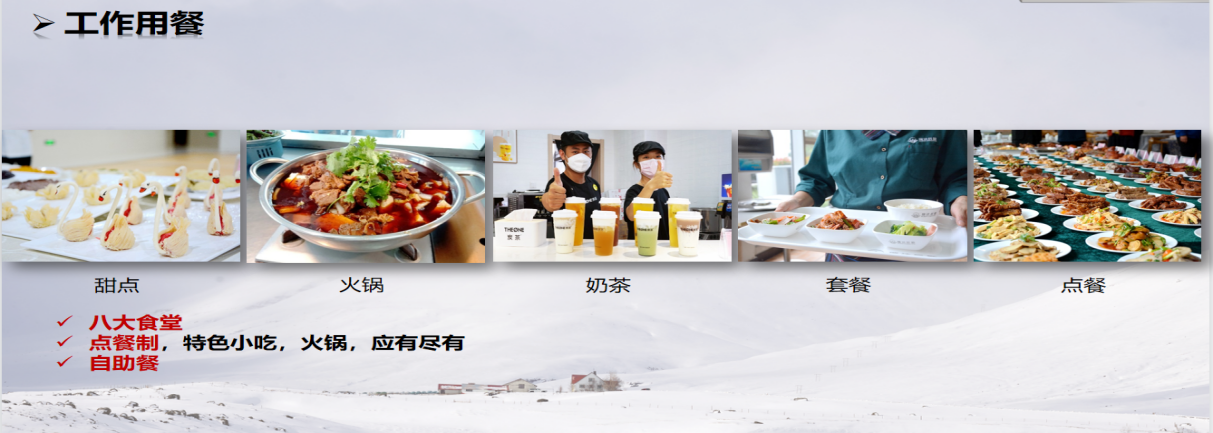 工作用餐
THEONE
甜点
火锅
奶茶
套餐
点餐
八大食堂
点餐制，特色小吃，火锅，应有尽有
自助餐